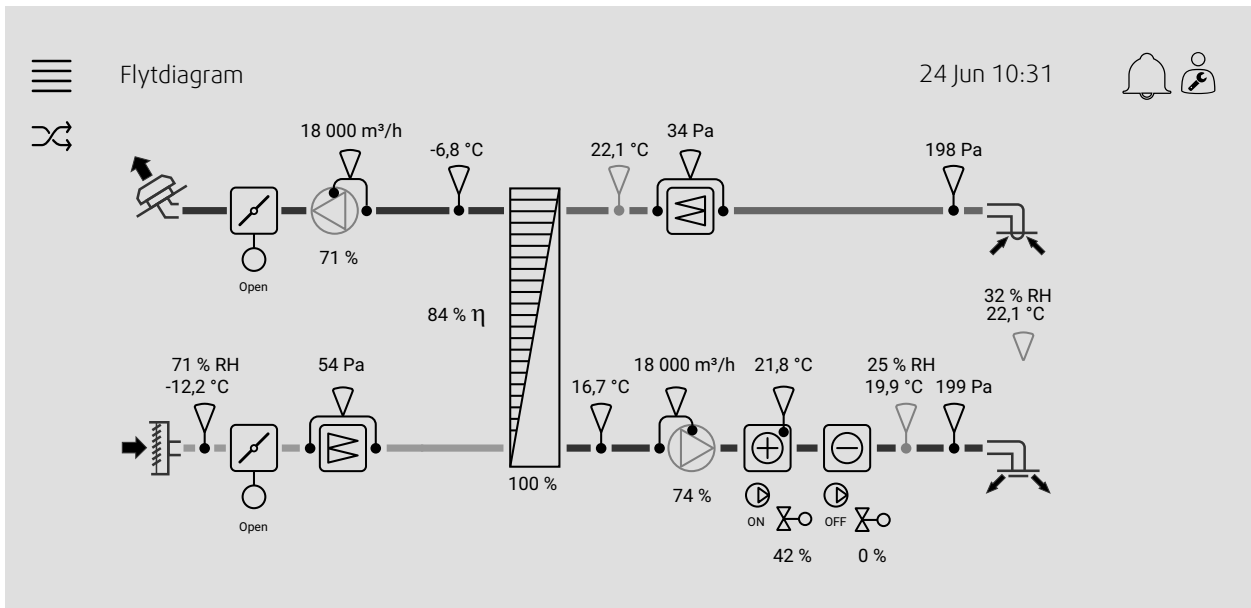 Flytdiagram
24 Jun 10:31
18 000 m³/h
-6,8 °C
22,1 °C
34 Pa
198 Pa
71 %
Open
32 % RH
22,1 °C
84 % η
71 % RH
-12,2 °C
54 Pa
16,7 °C
18 000 m³/h
21,8 °C
25 % RH
19,9 °C
199 Pa
100 %
74 %
Open
ON
OFF
42 %
0 %